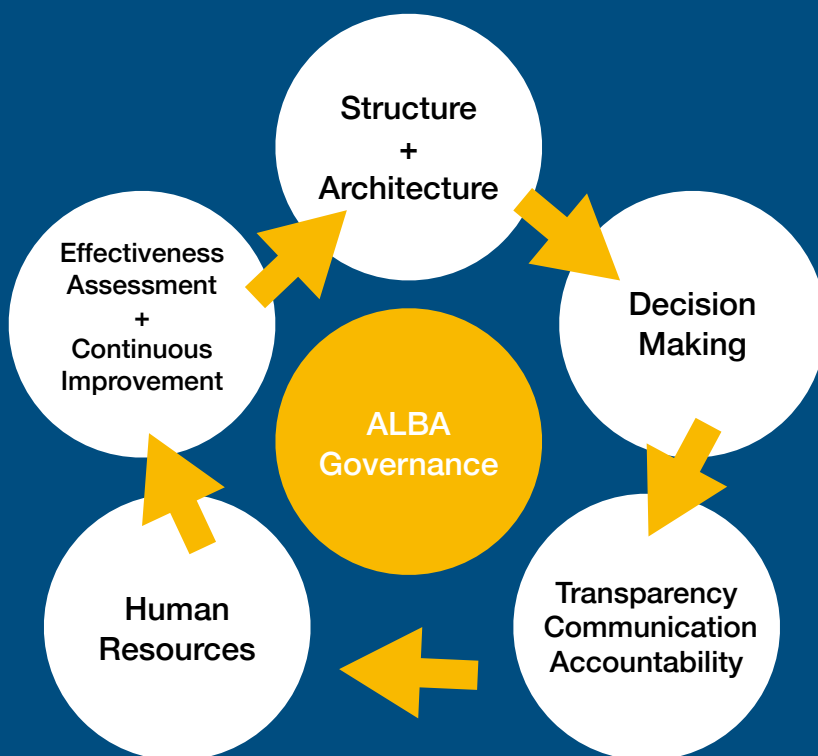 Structure
+
Architecture
Decision
Making
Transparency
Communication
Accountability
Human
Resources
Effectiveness
Assessment
+
Continuous
Improvement
ALBA
Governance